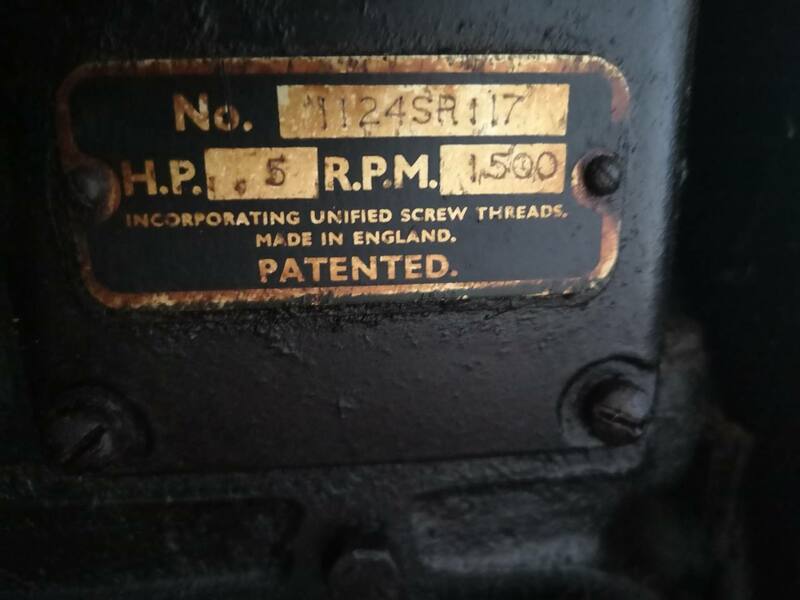 No. 1124SR117
H.P. 5 R.P.M. 1500
INCORPORATING UNIFIED SCREW THREADS.
MADE IN ENGLAND.
PATENTED.